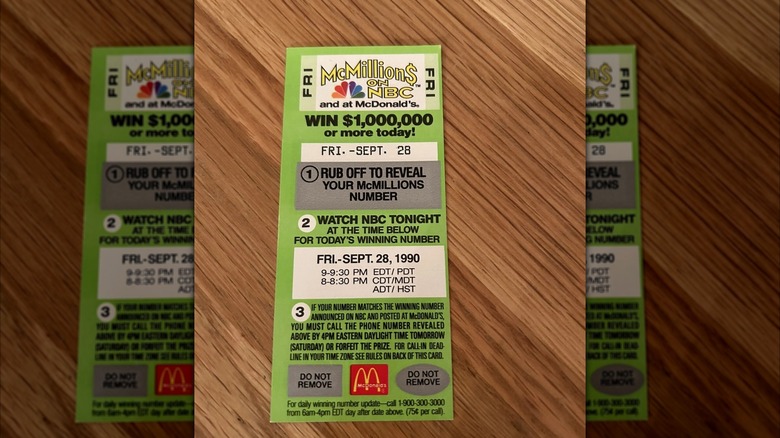 FRI
McMillion$
ON
NBC™
FRI
and at McDonald's.
WIN $1,000,000
or more today!
FRI.-SEPT. 28
1 RUB OFF TO REVEAL
YOUR McMILLIONS
NUMBER
2 WATCH NBC TONIGHT
AT THE TIME BELOW
FOR TODAY'S WINNING NUMBER
FRI.-SEPT. 28, 1990
9-9:30 PM EDT/PDT
8-8:30 PM CDT/MDT
ADT/HST
3 IF YOUR NUMBER MATCHES THE WINNING NUMBER
ANNOUNCED ON NBC AND POSTED AT McDONALD'S,
YOU MUST CALL THE PHONE NUMBER REVEALED
ABOVE BY 4PM EASTERN DAYLIGHT TIME TOMORROW
(SATURDAY) OR FORFEIT THE PRIZE. FOR CALL-IN DEAD-
LINE IN YOUR TIME ZONE SEE RULES ON BACK OF THIS CARD.
DO NOT
REMOVE
McDonald's
DO NOT
REMOVE
For daily winning number update—call 1-900-300-3000
from 6am-4pm EDT day after date above. (75¢ per call).